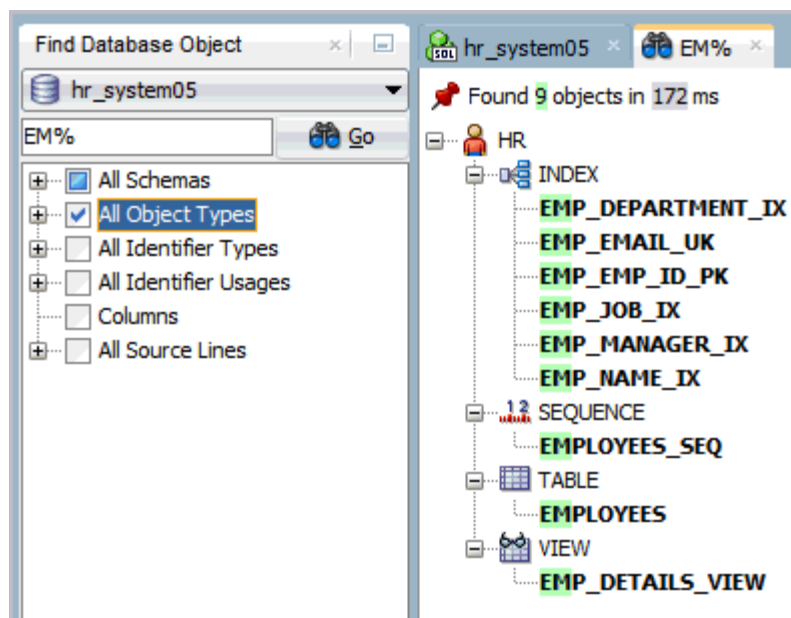 Find Database Object
hr_system05
EM%
Go
All Schemas
All Object Types
All Identifier Types
All Identifier Usages
Columns
All Source Lines
SQL
hr_system05
EM%
Found 9 objects in 172 ms
HR
INDEX
EMP_DEPARTMENT_IX
EMP_EMAIL_UK
EMP_EMP_ID_PK
EMP_JOB_IX
EMP_MANAGER_IX
EMP_NAME_IX
12
SEQUENCE
EMPLOYEES_SEQ
TABLE
EMPLOYEES
VIEW
EMP_DETAILS_VIEW